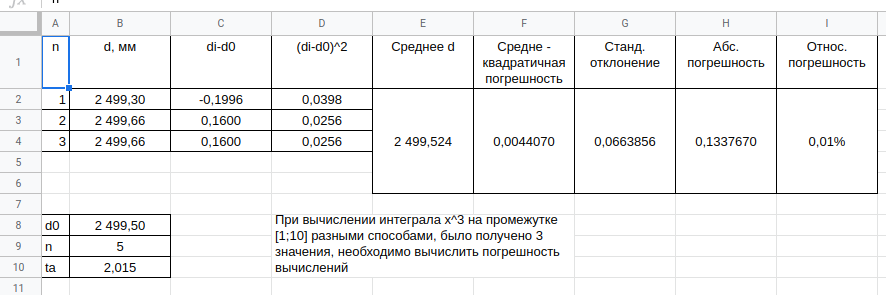 A B C D E F G H I
n d, мм di-d0 (di-d0)^2 Среднее d Средне - Станд. Абс. Относ.
квадратичная отклонение погрешность погрешность
погрешность
1
2 1 2 499,30 -0,1996 0,0398
3 2 2 499,66 0,1600 0,0256
4 3 2 499,66 0,1600 0,0256 2 499,524 0,0044070 0,0663856 0,1337670 0,01%
5
6
7
8 d0 2 499,50 При вычислении интеграла x^3 на промежутке
9 n 5 [1;10] разными способами, было получено 3
10 ta 2,015 значения, необходимо вычислить погрешность
вычислений
11